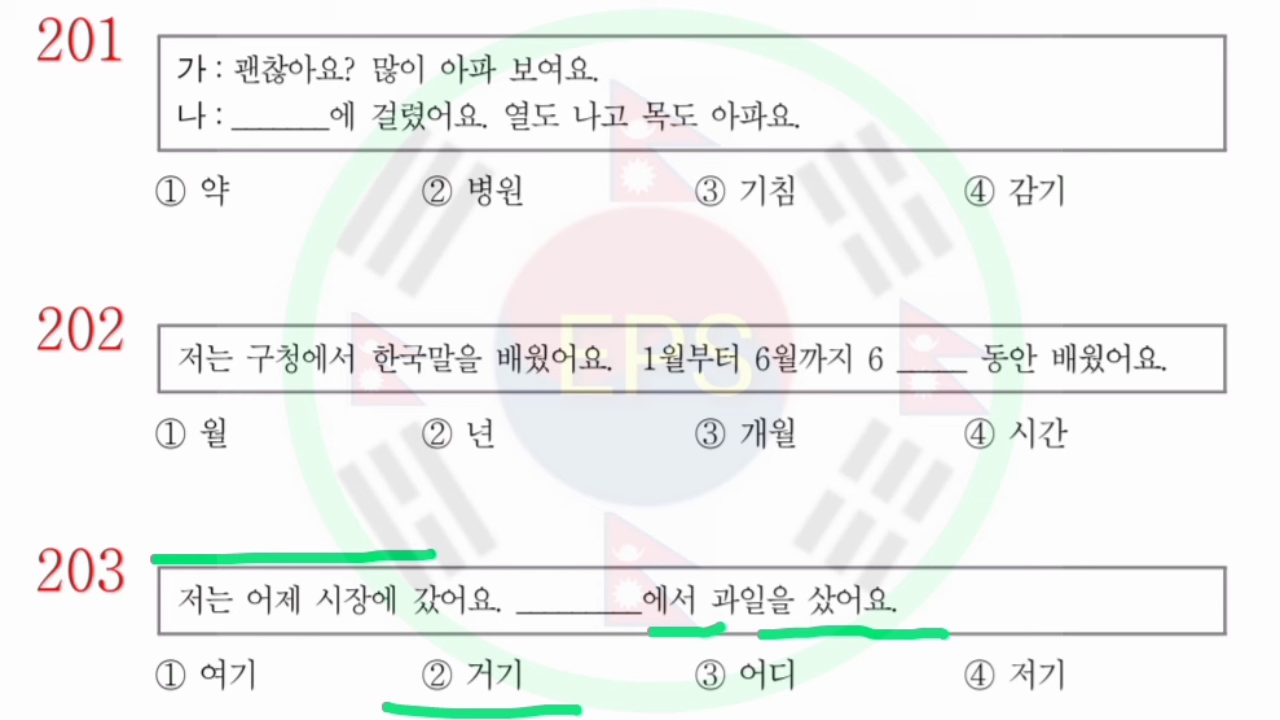 201
가 : 괜찮아요? 많이 아파 보여요.
나 : ________에 걸렸어요. 열도 나고 목도 아파요.
① 약 ② 병원 ③ 기침 ④ 감기
202
저는 구청에서 한국말을 배웠어요. 1월부터 6월까지 6 _____ 동안 배웠어요.
EPS
① 월 ② 년 ③ 개월 ④ 시간
203
저는 어제 시장에 갔어요. _________에서 과일을 샀어요.
① 여기 ② 거기 ③ 어디 ④ 저기